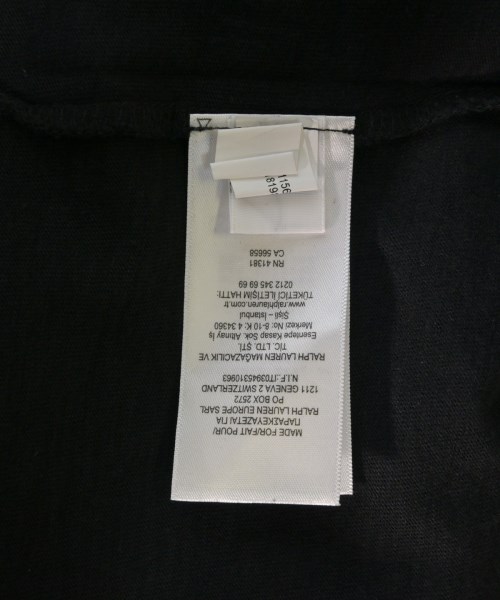 MADE FOR/FAIT POUR/
ΠΑΡΑΣΚΕΥΑΖΕΤΑΙ ΓΙΑ
RALPH LAUREN EUROPE SARL
PO BOX 2572
1211 GENEVA 2 SWITZERLAND
N.I.F.:IT03945310963
RALPH LAUREN MAĞAZACILIK VE
TİC. LTD. ŞTİ.
Esentepe Kasap Sok. Altınay İş
Merkezi No: 8-10 K: 4 34360
Şişli – İstanbul
www.ralphlauren.com.tr
TÜKETİCİ İLETİŞİM HATTI:
0212 345 69 69
RN 41381
CA 56658